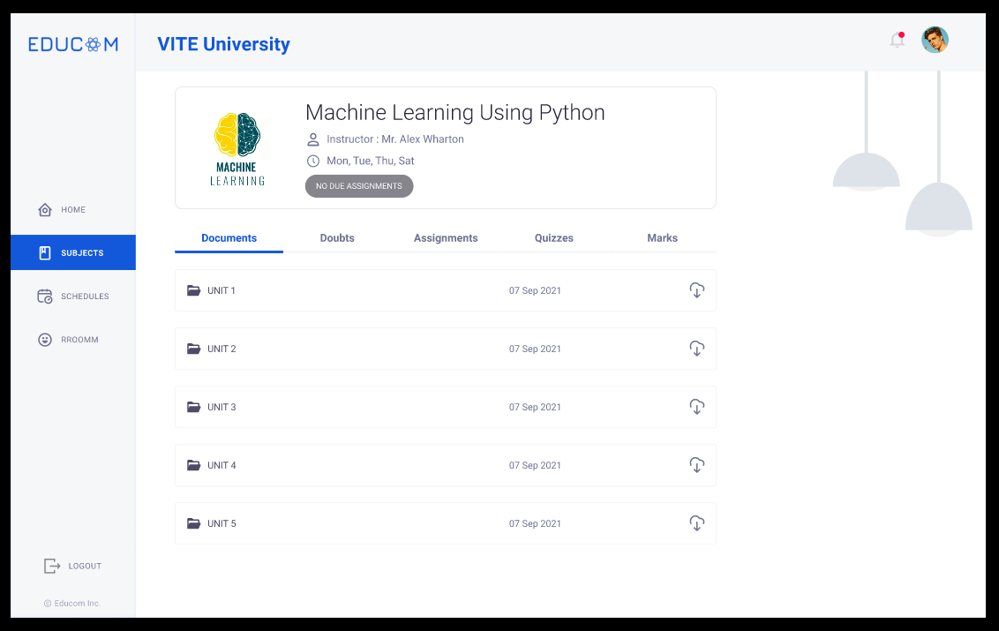 EDUCOM
VITE University
HOME
SUBJECTS
SCHEDULES
RROOMM
LOGOUT
© Educom Inc.
MACHINE
LEARNING
Machine Learning Using Python
Instructor : Mr. Alex Wharton
Mon, Tue, Thu, Sat
NO DUE ASSIGNMENTS
Documents Doubts Assignments Quizzes Marks
UNIT 1 07 Sep 2021
UNIT 2 07 Sep 2021
UNIT 3 07 Sep 2021
UNIT 4 07 Sep 2021
UNIT 5 07 Sep 2021